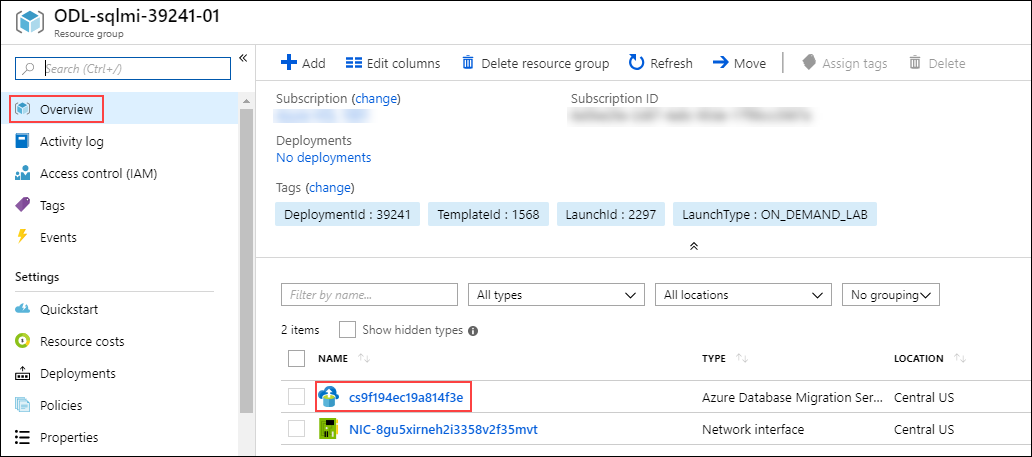 ODL-sqlmi-39241-01
Resource group
Search (Ctrl+/)
Overview
Activity log
Access control (IAM)
Tags
Events
Settings
Quickstart
Resource costs
Deployments
Policies
Properties
Add Edit columns Delete resource group Refresh Move Assign tags Delete
Subscription (change) Subscription ID
Deployments
No deployments
Tags (change)
DeploymentId : 39241 TemplateId : 1568 LaunchId : 2297 LaunchType : ON_DEMAND_LAB
Filter by name... All types All locations No grouping
2 items Show hidden types
NAME TYPE LOCATION
cs9f194ec19a814f3e Azure Database Migration Ser... Central US
NIC-8gu5xirneh2i3358v2f35mvt Network interface Central US